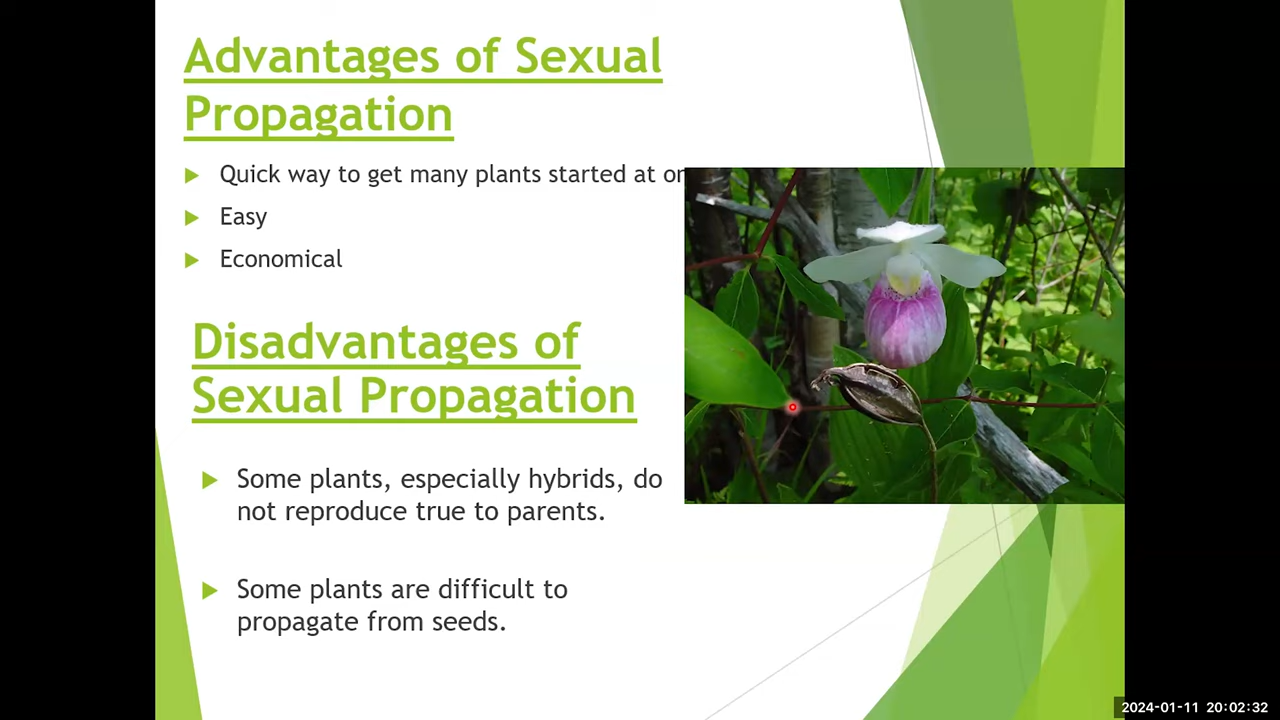 Advantages of Sexual
Propagation
Quick way to get many plants started at
Easy
Economical
Disadvantages of
Sexual Propagation
Some plants, especially hybrids, do
not reproduce true to parents.
Some plants are difficult to
propagate from seeds.
2024-01-11 20:02:32